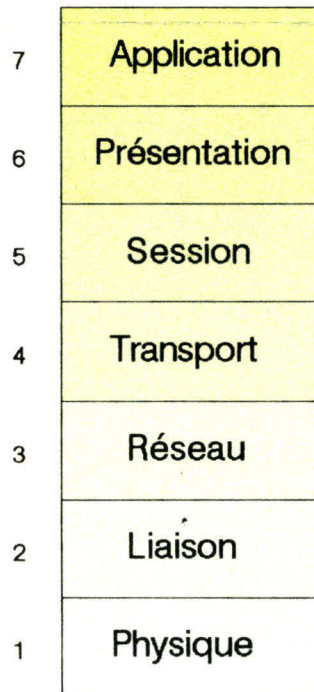 7 Application
6 Présentation
5 Session
4 Transport
3 Réseau
2 Liaison
1 Physique